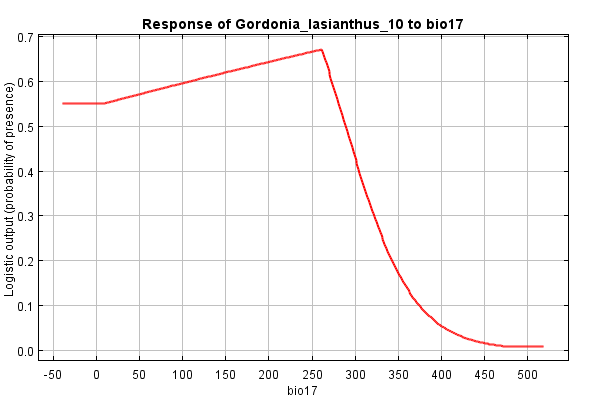 Response of Gordonia_lasianthus_10 to bio17
Logistic output (probability of presence)
0.7
0.6
0.5
0.4
0.3
0.2
0.1
0.0
-50 0 50 100 150 200 250 300 350 400 450 500
bio17